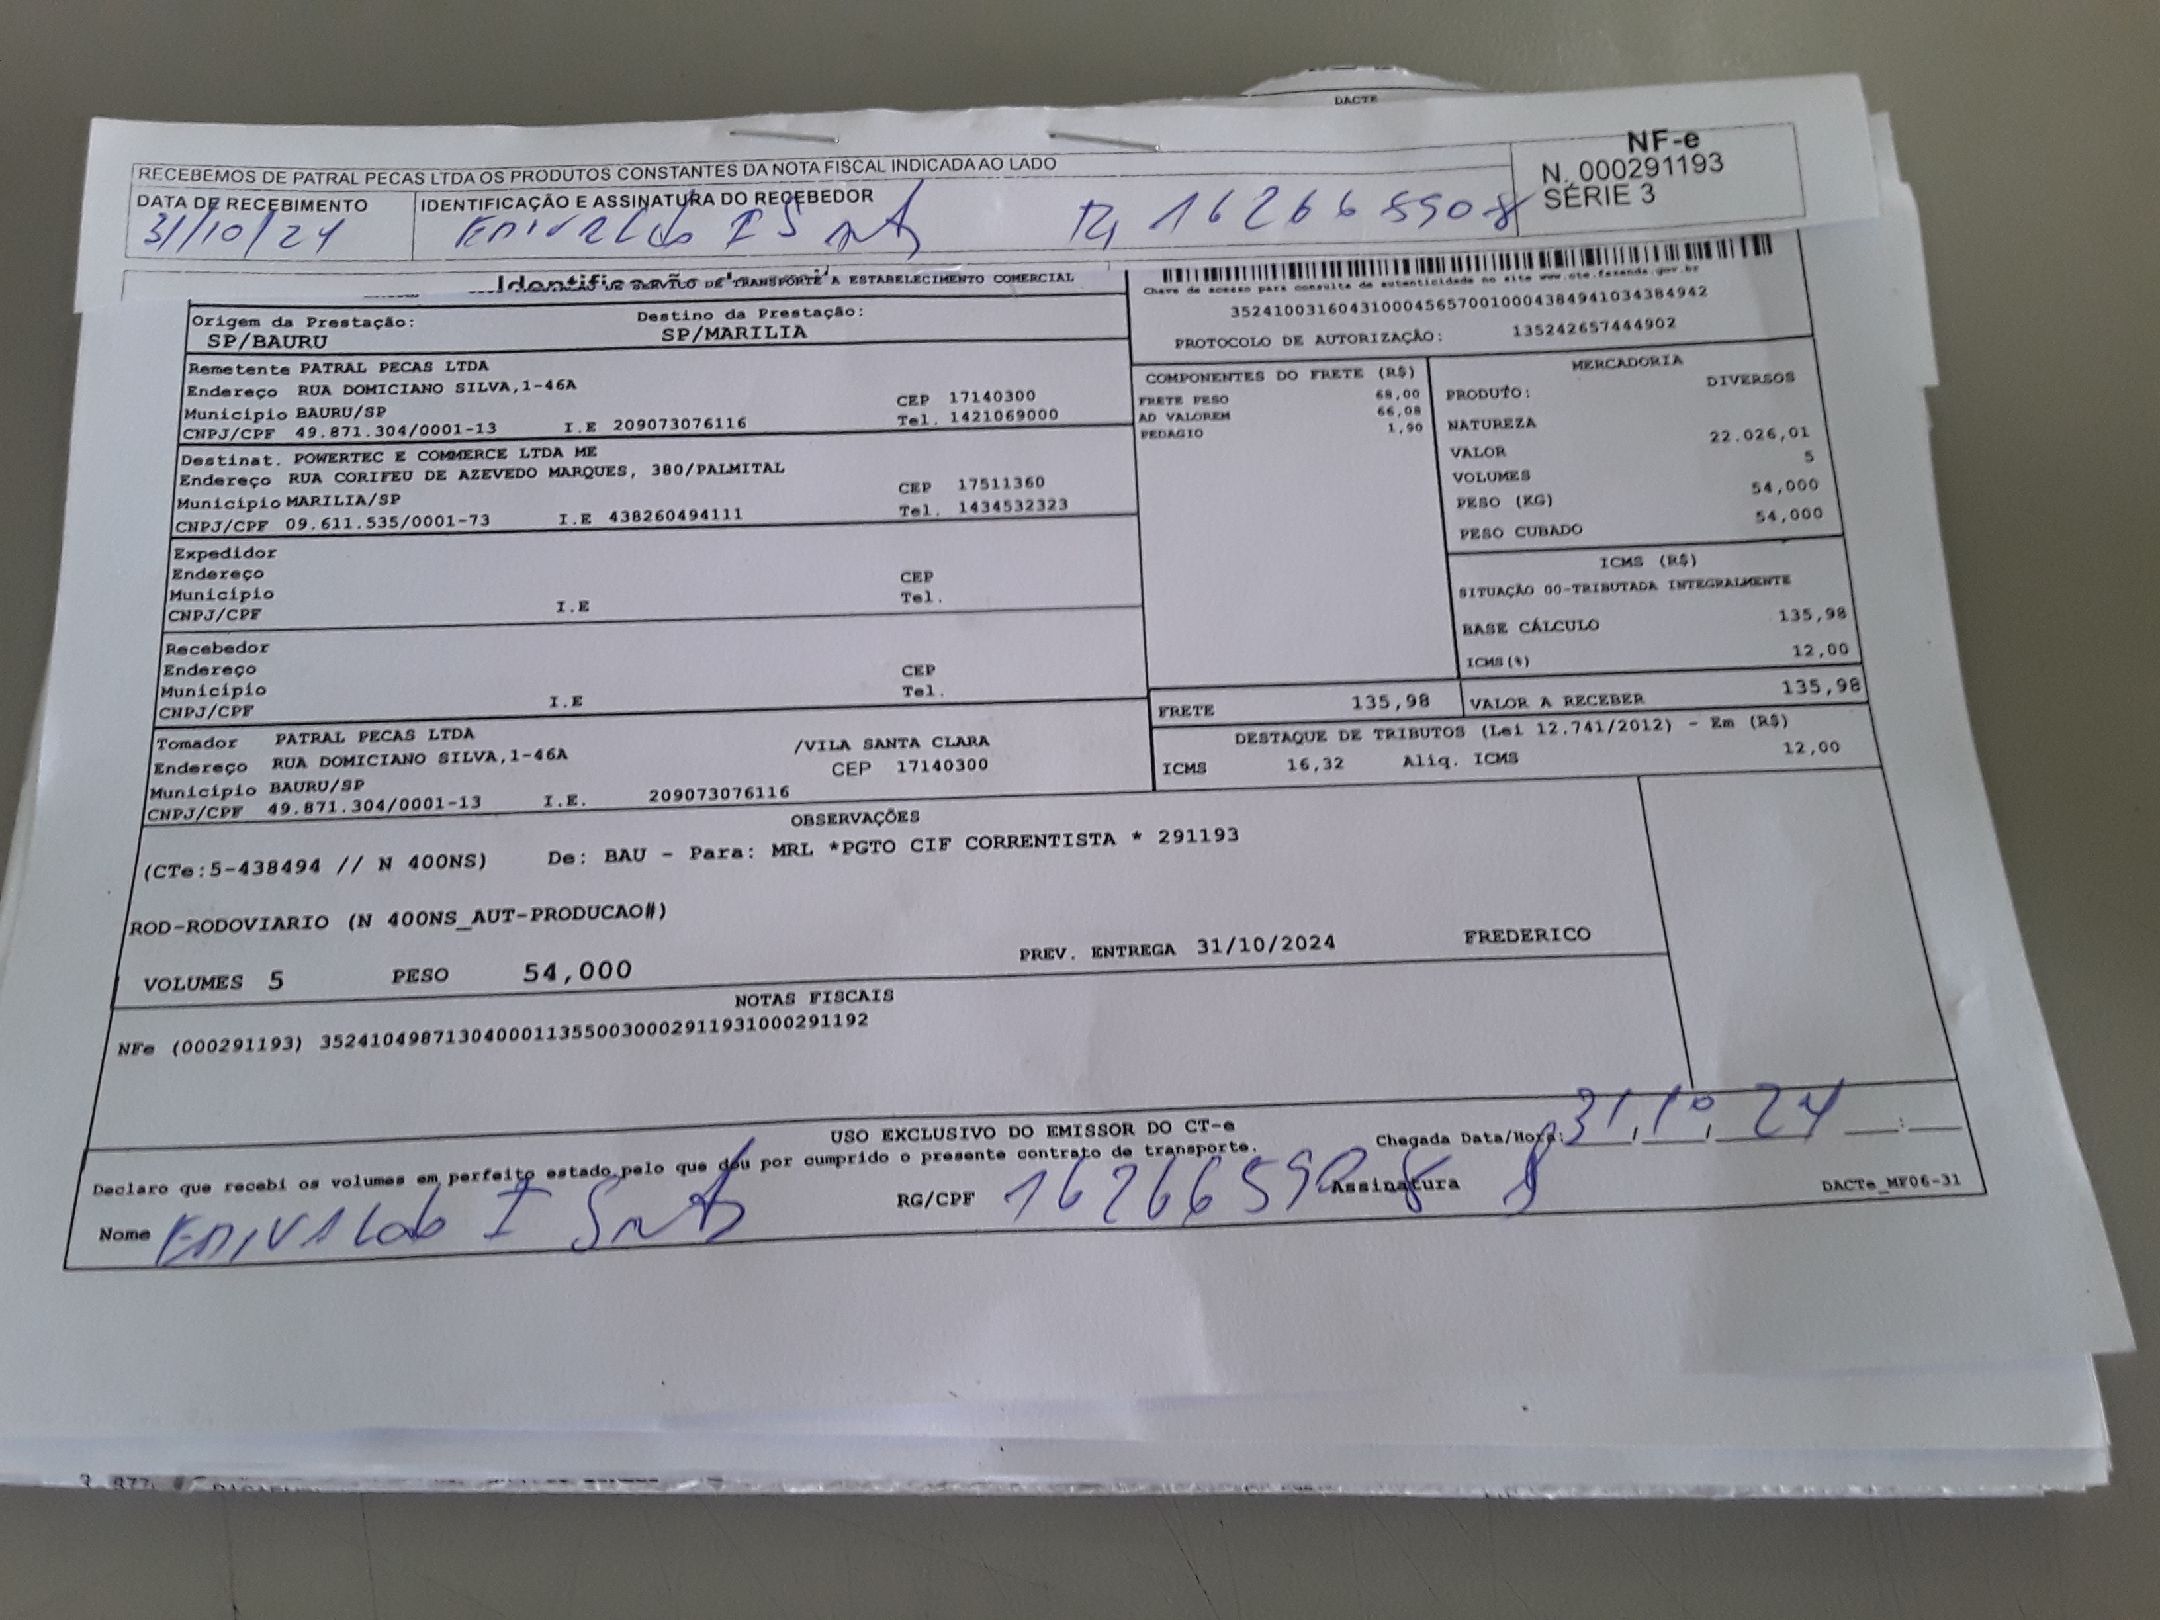 DACTE
RECEBEMOS DE PATRAL PECAS LTDA OS PRODUTOS CONSTANTES DA NOTA FISCAL INDICADA AO LADO
NF-e
N. 000291193
SÉRIE 3
DATA DE RECEBIMENTO
31/10/24
IDENTIFICAÇÃO E ASSINATURA DO RECEBEDOR
162665908
DE TRANSPORTE A ESTABELECIMENTO COMERCIAL
Chave de acesso para consulta de autenticidade no site www.cte.fazenda.gov.br
35241003160431000456570010004384941034384942
PROTOCOLO DE AUTORIZAÇÃO: 135242657444902
Origem da Prestação: Destino da Prestação:
SP/BAURU SP/MARILIA
Remetente PATRAL PECAS LTDA
Endereço RUA DOMICIANO SILVA,1-46A CEP 17140300
Município BAURU/SP Tel. 1421069000
CNPJ/CPF 49.871.304/0001-13 I.E 209073076116
Destinat. POWERTEC E COMMERCE LTDA ME
Endereço RUA CORIFEU DE AZEVEDO MARQUES, 380/PALMITAL CEP 17511360
Município MARILIA/SP Tel. 1434532323
CNPJ/CPF 09.611.535/0001-73 I.E 438260494111
Expedidor
Endereço CEP
Município Tel.
CNPJ/CPF I.E
Recebedor
Endereço CEP
Município Tel.
CNPJ/CPF I.E
Tomador PATRAL PECAS LTDA /VILA SANTA CLARA
Endereço RUA DOMICIANO SILVA,1-46A CEP 17140300
Município BAURU/SP
CNPJ/CPF 49.871.304/0001-13 I.E. 209073076116
COMPONENTES DO FRETE (R$)
FRETE PESO 68,00
AD VALOREM 66,08
PEDAGIO 1,90
MERCADORIA
PRODUTO: DIVERSOS
NATUREZA
VALOR 22.026,01
VOLUMES 5
PESO (KG) 54,000
PESO CUBADO 54,000
ICMS (R$)
SITUAÇÃO 00-TRIBUTADA INTEGRALMENTE
BASE CÁLCULO 135,98
ICMS(%) 12,00
FRETE 135,98 VALOR A RECEBER 135,98
DESTAQUE DE TRIBUTOS (Lei 12.741/2012) - Em (R$)
ICMS 16,32 Aliq. ICMS 12,00
OBSERVAÇÕES
(CTe:5-438494 // N 400NS) De: BAU - Para: MRL *PGTO CIF CORRENTISTA * 291193
ROD-RODOVIARIO (N 400NS_AUT-PRODUCAO#)
VOLUMES 5 PESO 54,000 PREV. ENTREGA 31/10/2024 FREDERICO
NOTAS FISCAIS
NFe (000291193) 35241049871304000113550030002911931000291192
USO EXCLUSIVO DO EMISSOR DO CT-e
Declaro que recebi os volumes em perfeito estado pelo que dou por cumprido o presente contrato de transporte.
Chegada Data/Hora: 31,10,24 :
Nome RG/CPF 162665908 Assinatura
DACTe_MF06-31